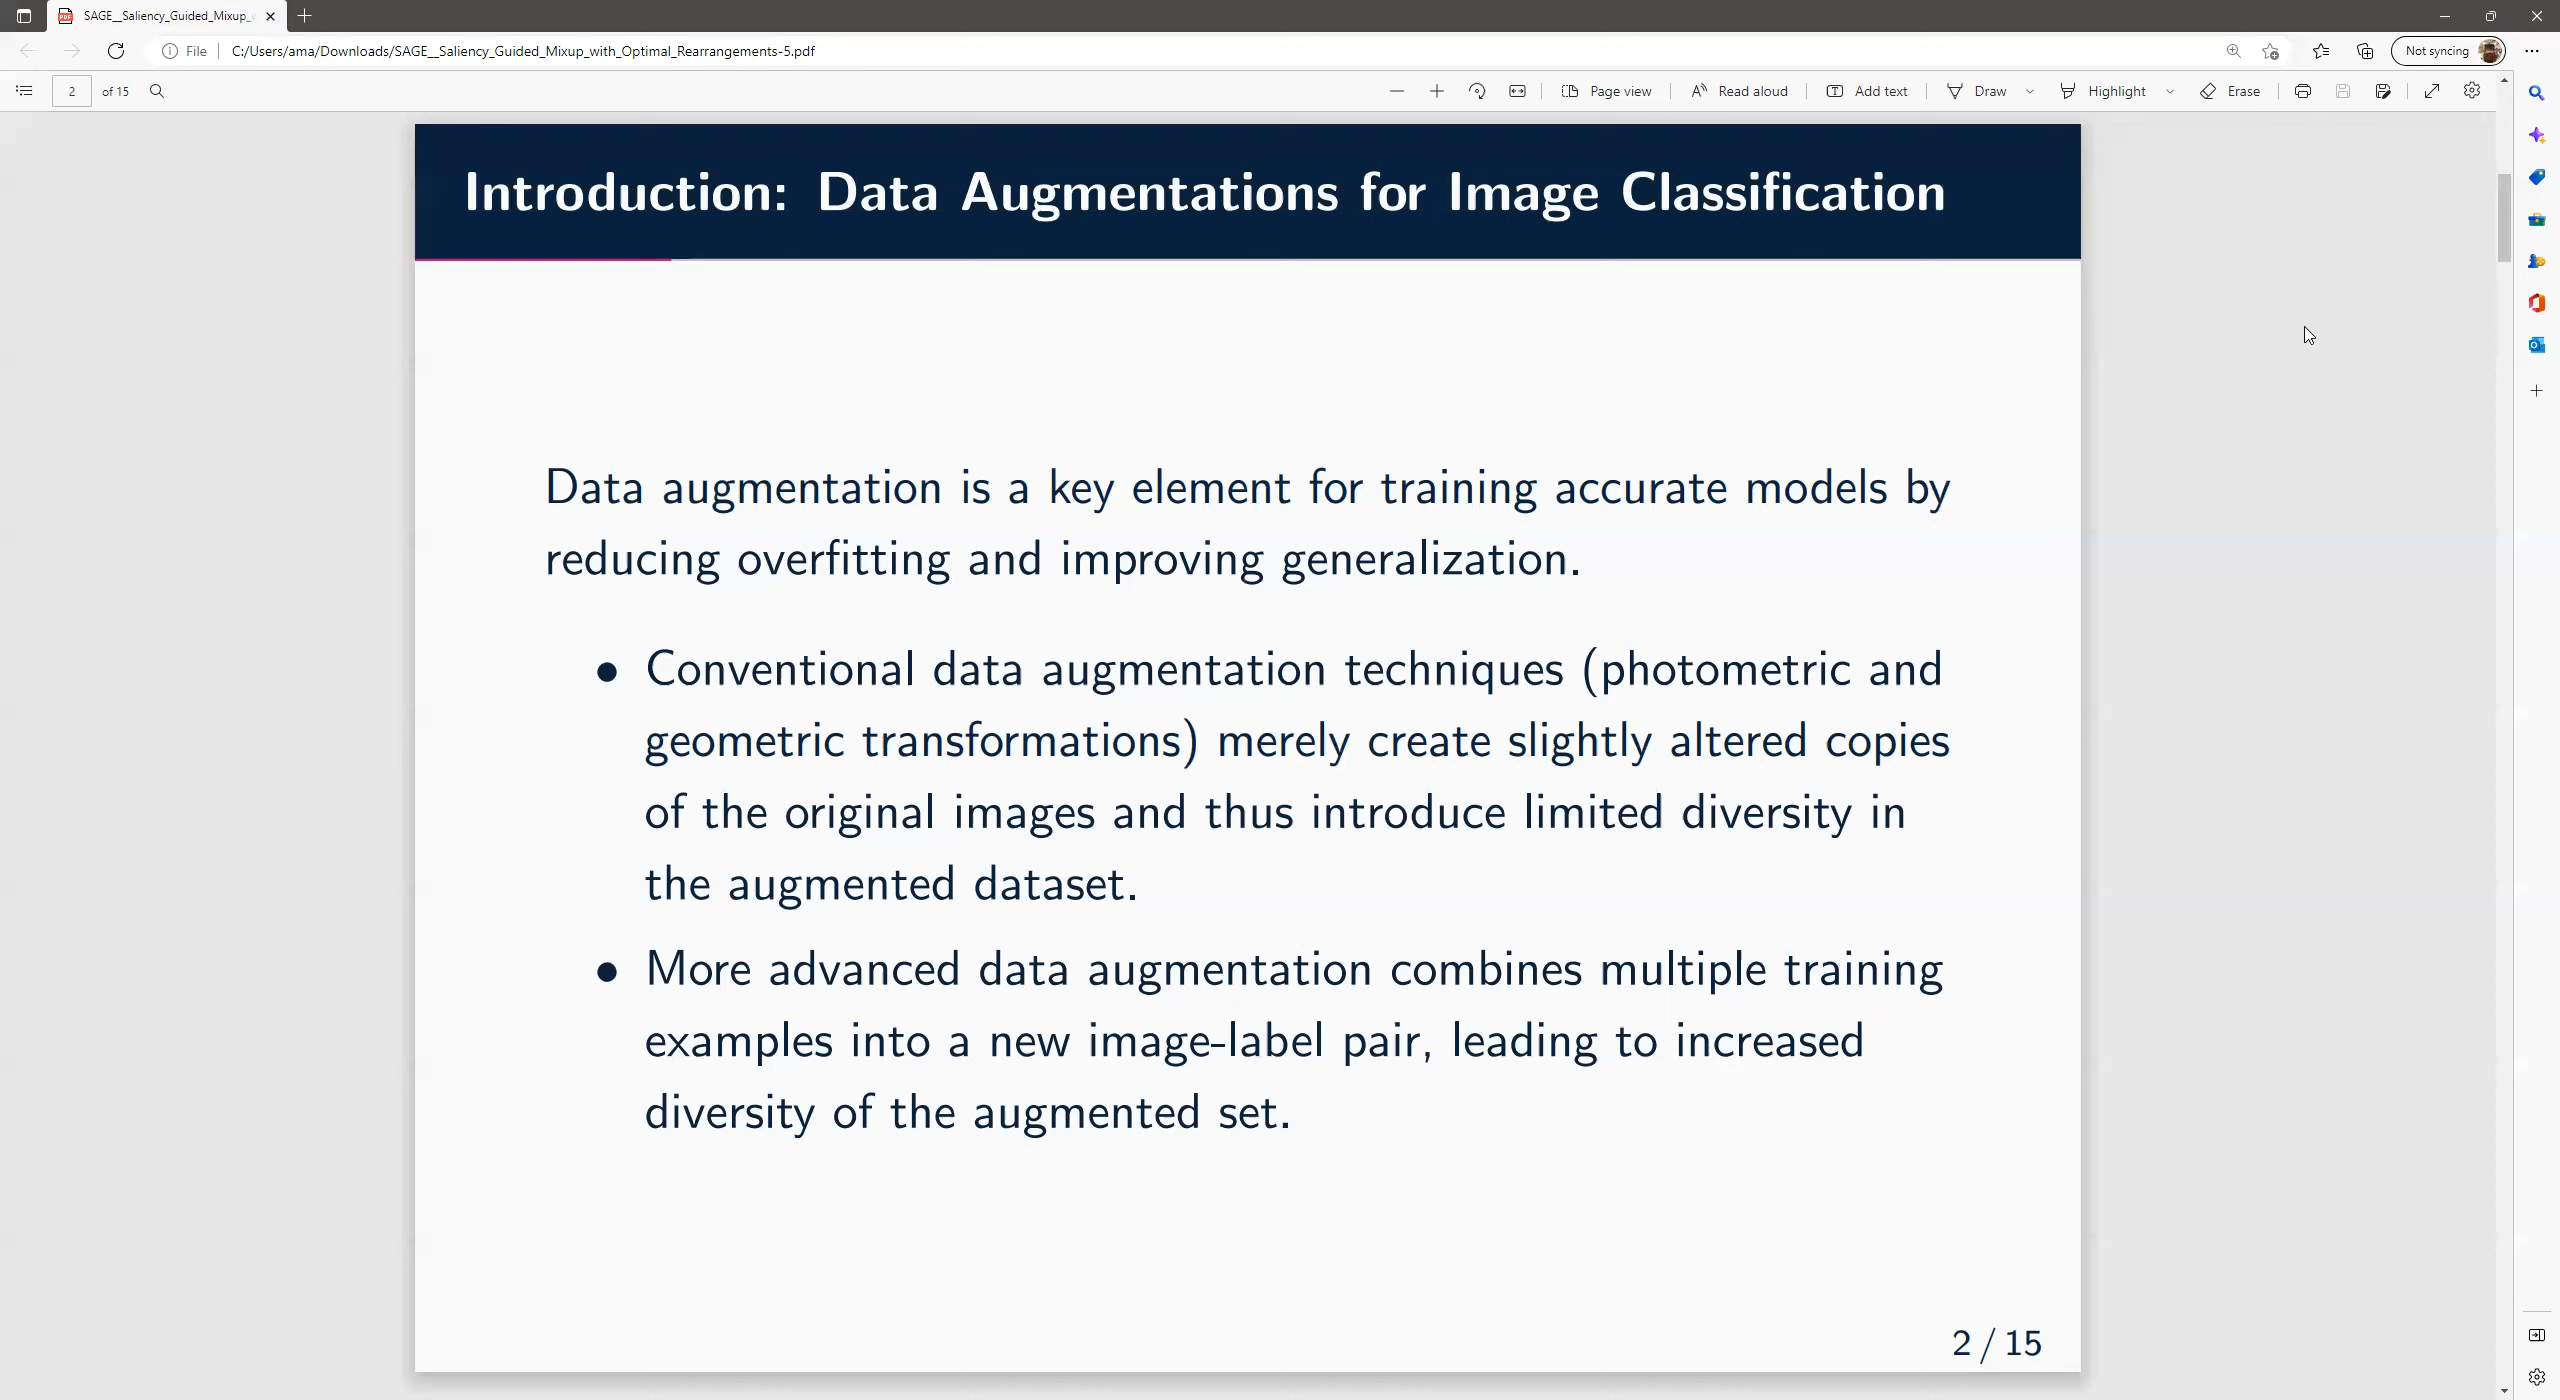 SAGE__Saliency_Guided_Mixup_
File
C:/Users/ama/Downloads/SAGE__Saliency_Guided_Mixup_with_Optimal_Rearrangements-5.pdf
Not syncing
2 of 15
Page view
Read aloud
Add text
Draw
Highlight
Erase
Introduction: Data Augmentations for Image Classification
Data augmentation is a key element for training accurate models by
reducing overfitting and improving generalization.
• Conventional data augmentation techniques (photometric and
geometric transformations) merely create slightly altered copies
of the original images and thus introduce limited diversity in
the augmented dataset.
• More advanced data augmentation combines multiple training
examples into a new image-label pair, leading to increased
diversity of the augmented set.
2 / 15